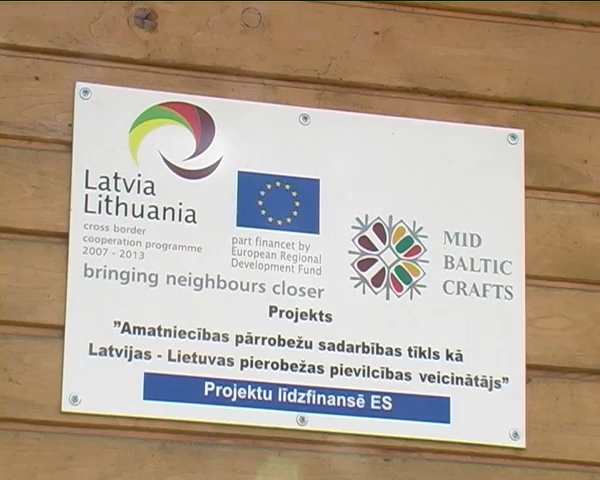 Latvia
Lithuania
cross border
cooperation programme
2007 - 2013
bringing neighbours closer
part financet by
European Regional
Development Fund
MID
BALTIC
CRAFTS
Projekts
"Amatniecības pārrobežu sadarbības tīkls kā
Latvijas - Lietuvas pierobežas pievilcības veicinātājs"
Projektu līdzfinansē ES